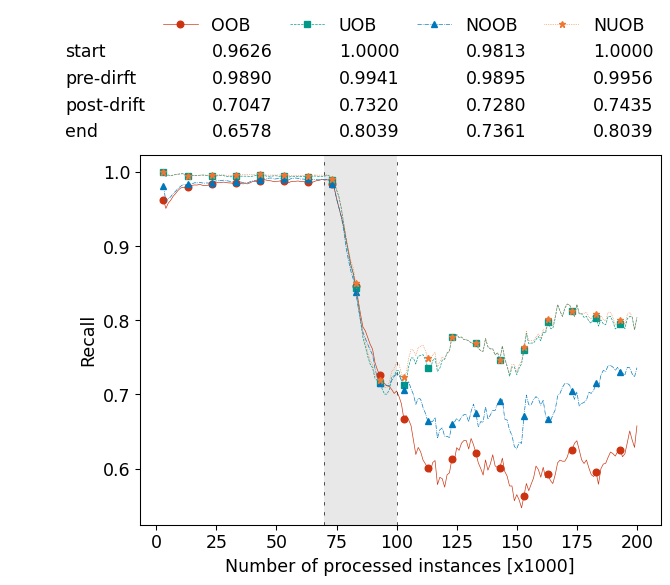 OOB UOB NOOB NUOB
start 0.9626 1.0000 0.9813 1.0000
pre-dirft 0.9890 0.9941 0.9895 0.9956
post-drift 0.7047 0.7320 0.7280 0.7435
end 0.6578 0.8039 0.7361 0.8039
1.0
0.9
0.8
0.7
0.6
Recall
0 25 50 75 100 125 150 175 200
Number of processed instances [x1000]